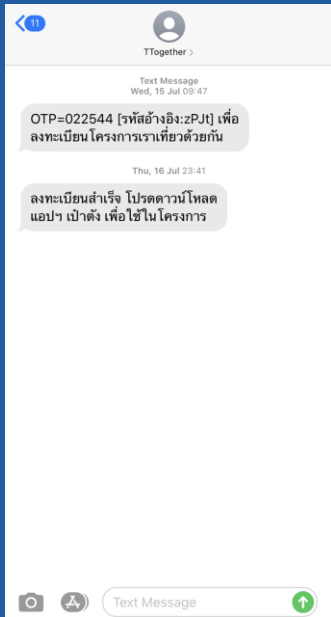 11
TTogether >
Text Message
Wed, 15 Jul 09:47
OTP=022544 [รหัสอ้างอิง:zPJt] เพื่อ
ลงทะเบียนโครงการเราเที่ยวด้วยกัน
Thu, 16 Jul 23:41
ลงทะเบียนสำเร็จ โปรดดาวน์โหลด
แอปฯ เป๋าตัง เพื่อใช้ในโครงการ
Text Message